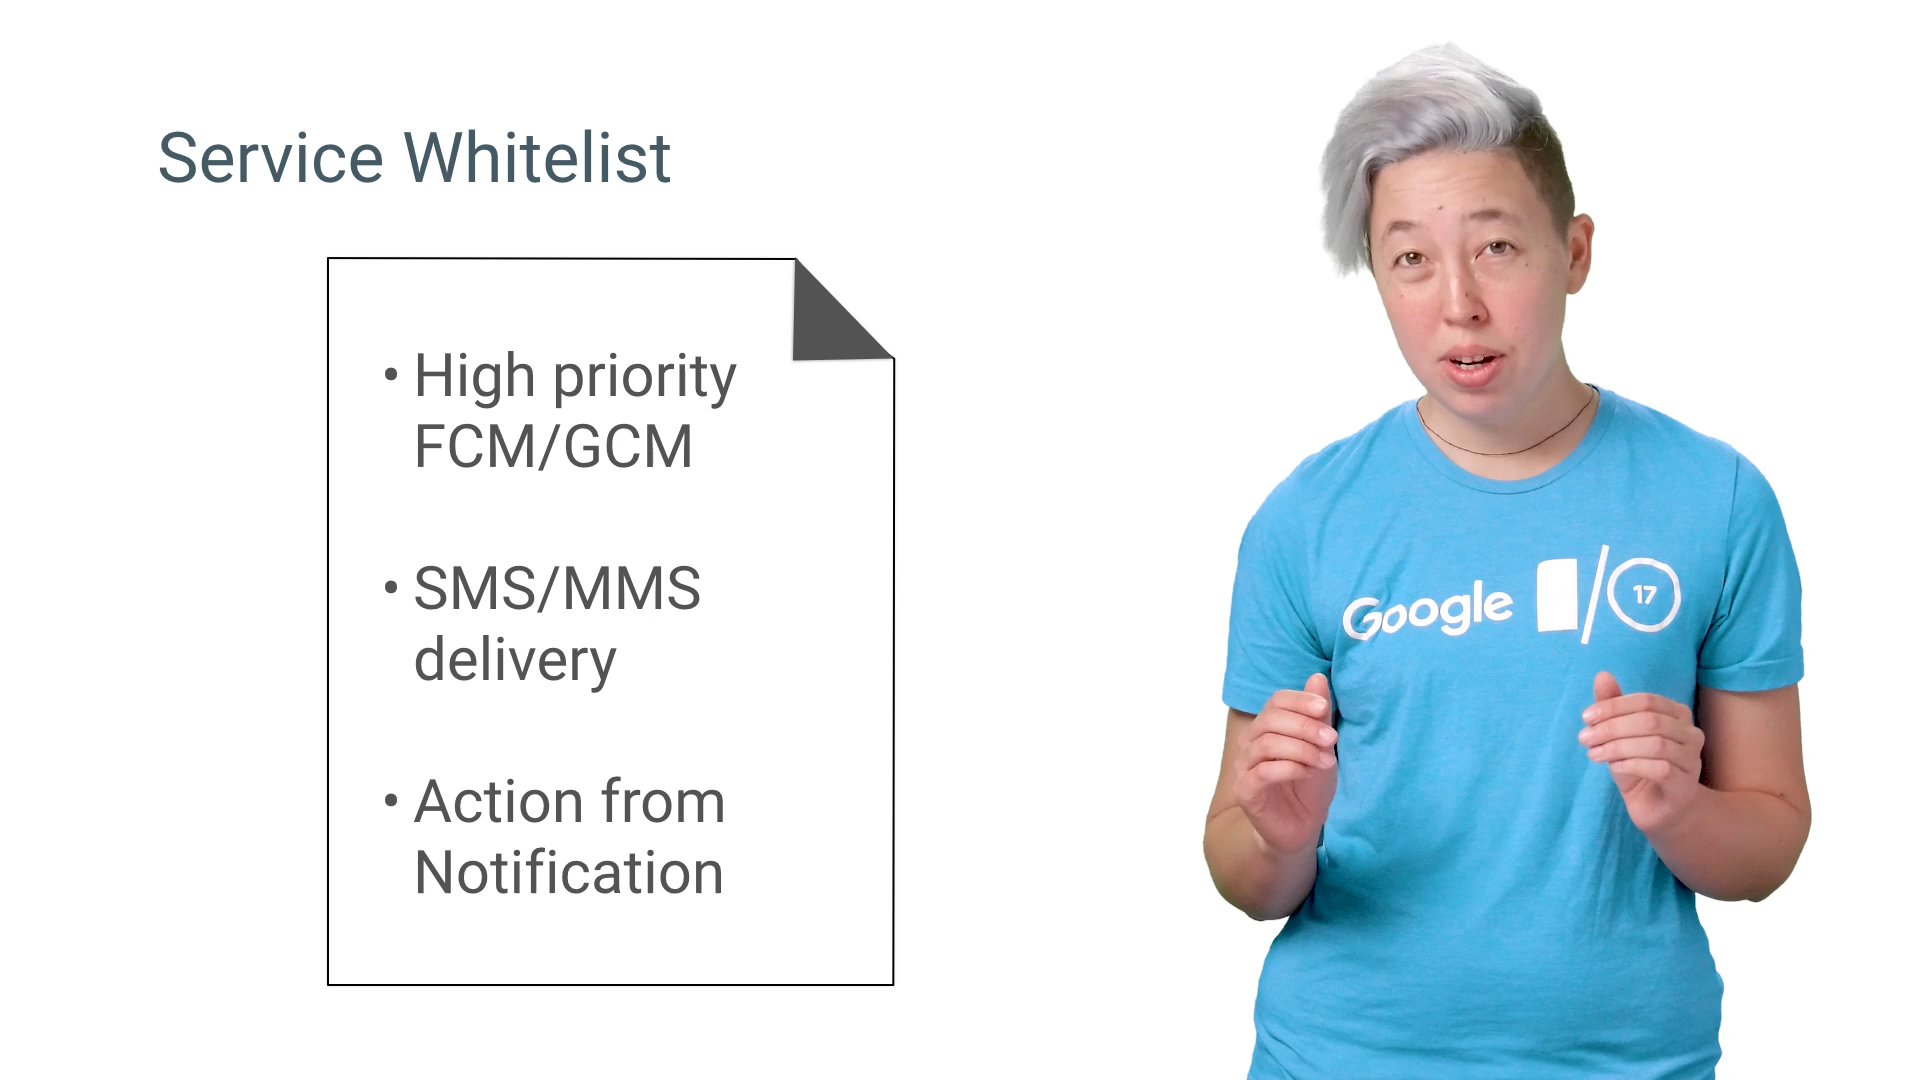 Service Whitelist
• High priority
FCM/GCM
• SMS/MMS
delivery
• Action from
Notification
Google I/O 17